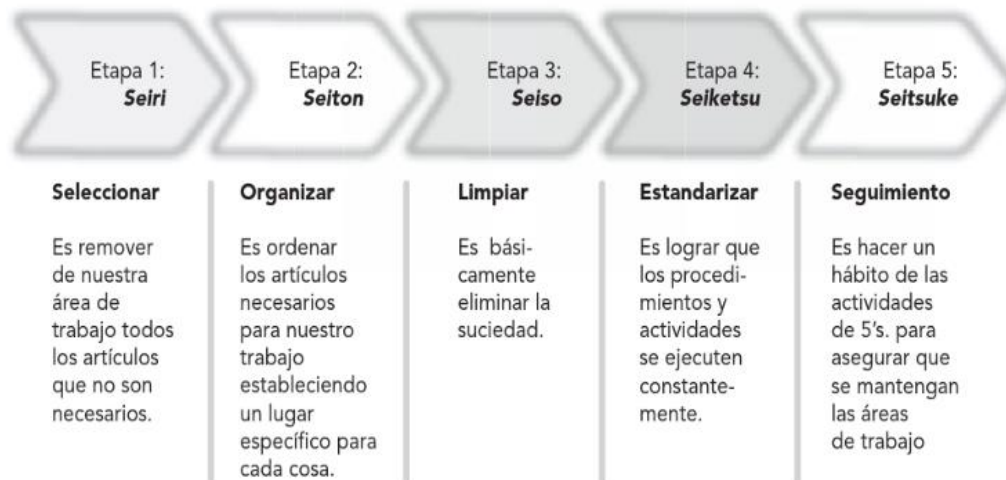 Etapa 1:
Seiri
Etapa 2:
Seiton
Etapa 3:
Seiso
Etapa 4:
Seiketsu
Etapa 5:
Seitsuke
Seleccionar
Es remover
de nuestra
área de
trabajo todos
los artículos
que no son
necesarios.
Organizar
Es ordenar
los artículos
necesarios
para nuestro
trabajo
estableciendo
un lugar
específico para
cada cosa.
Limpiar
Es bási-
camente
eliminar la
suciedad.
Estandarizar
Es lograr que
los procedi-
mientos y
actividades
se ejecuten
constante-
mente.
Seguimiento
Es hacer un
hábito de las
actividades
de 5's. para
asegurar que
se mantengan
las áreas
de trabajo